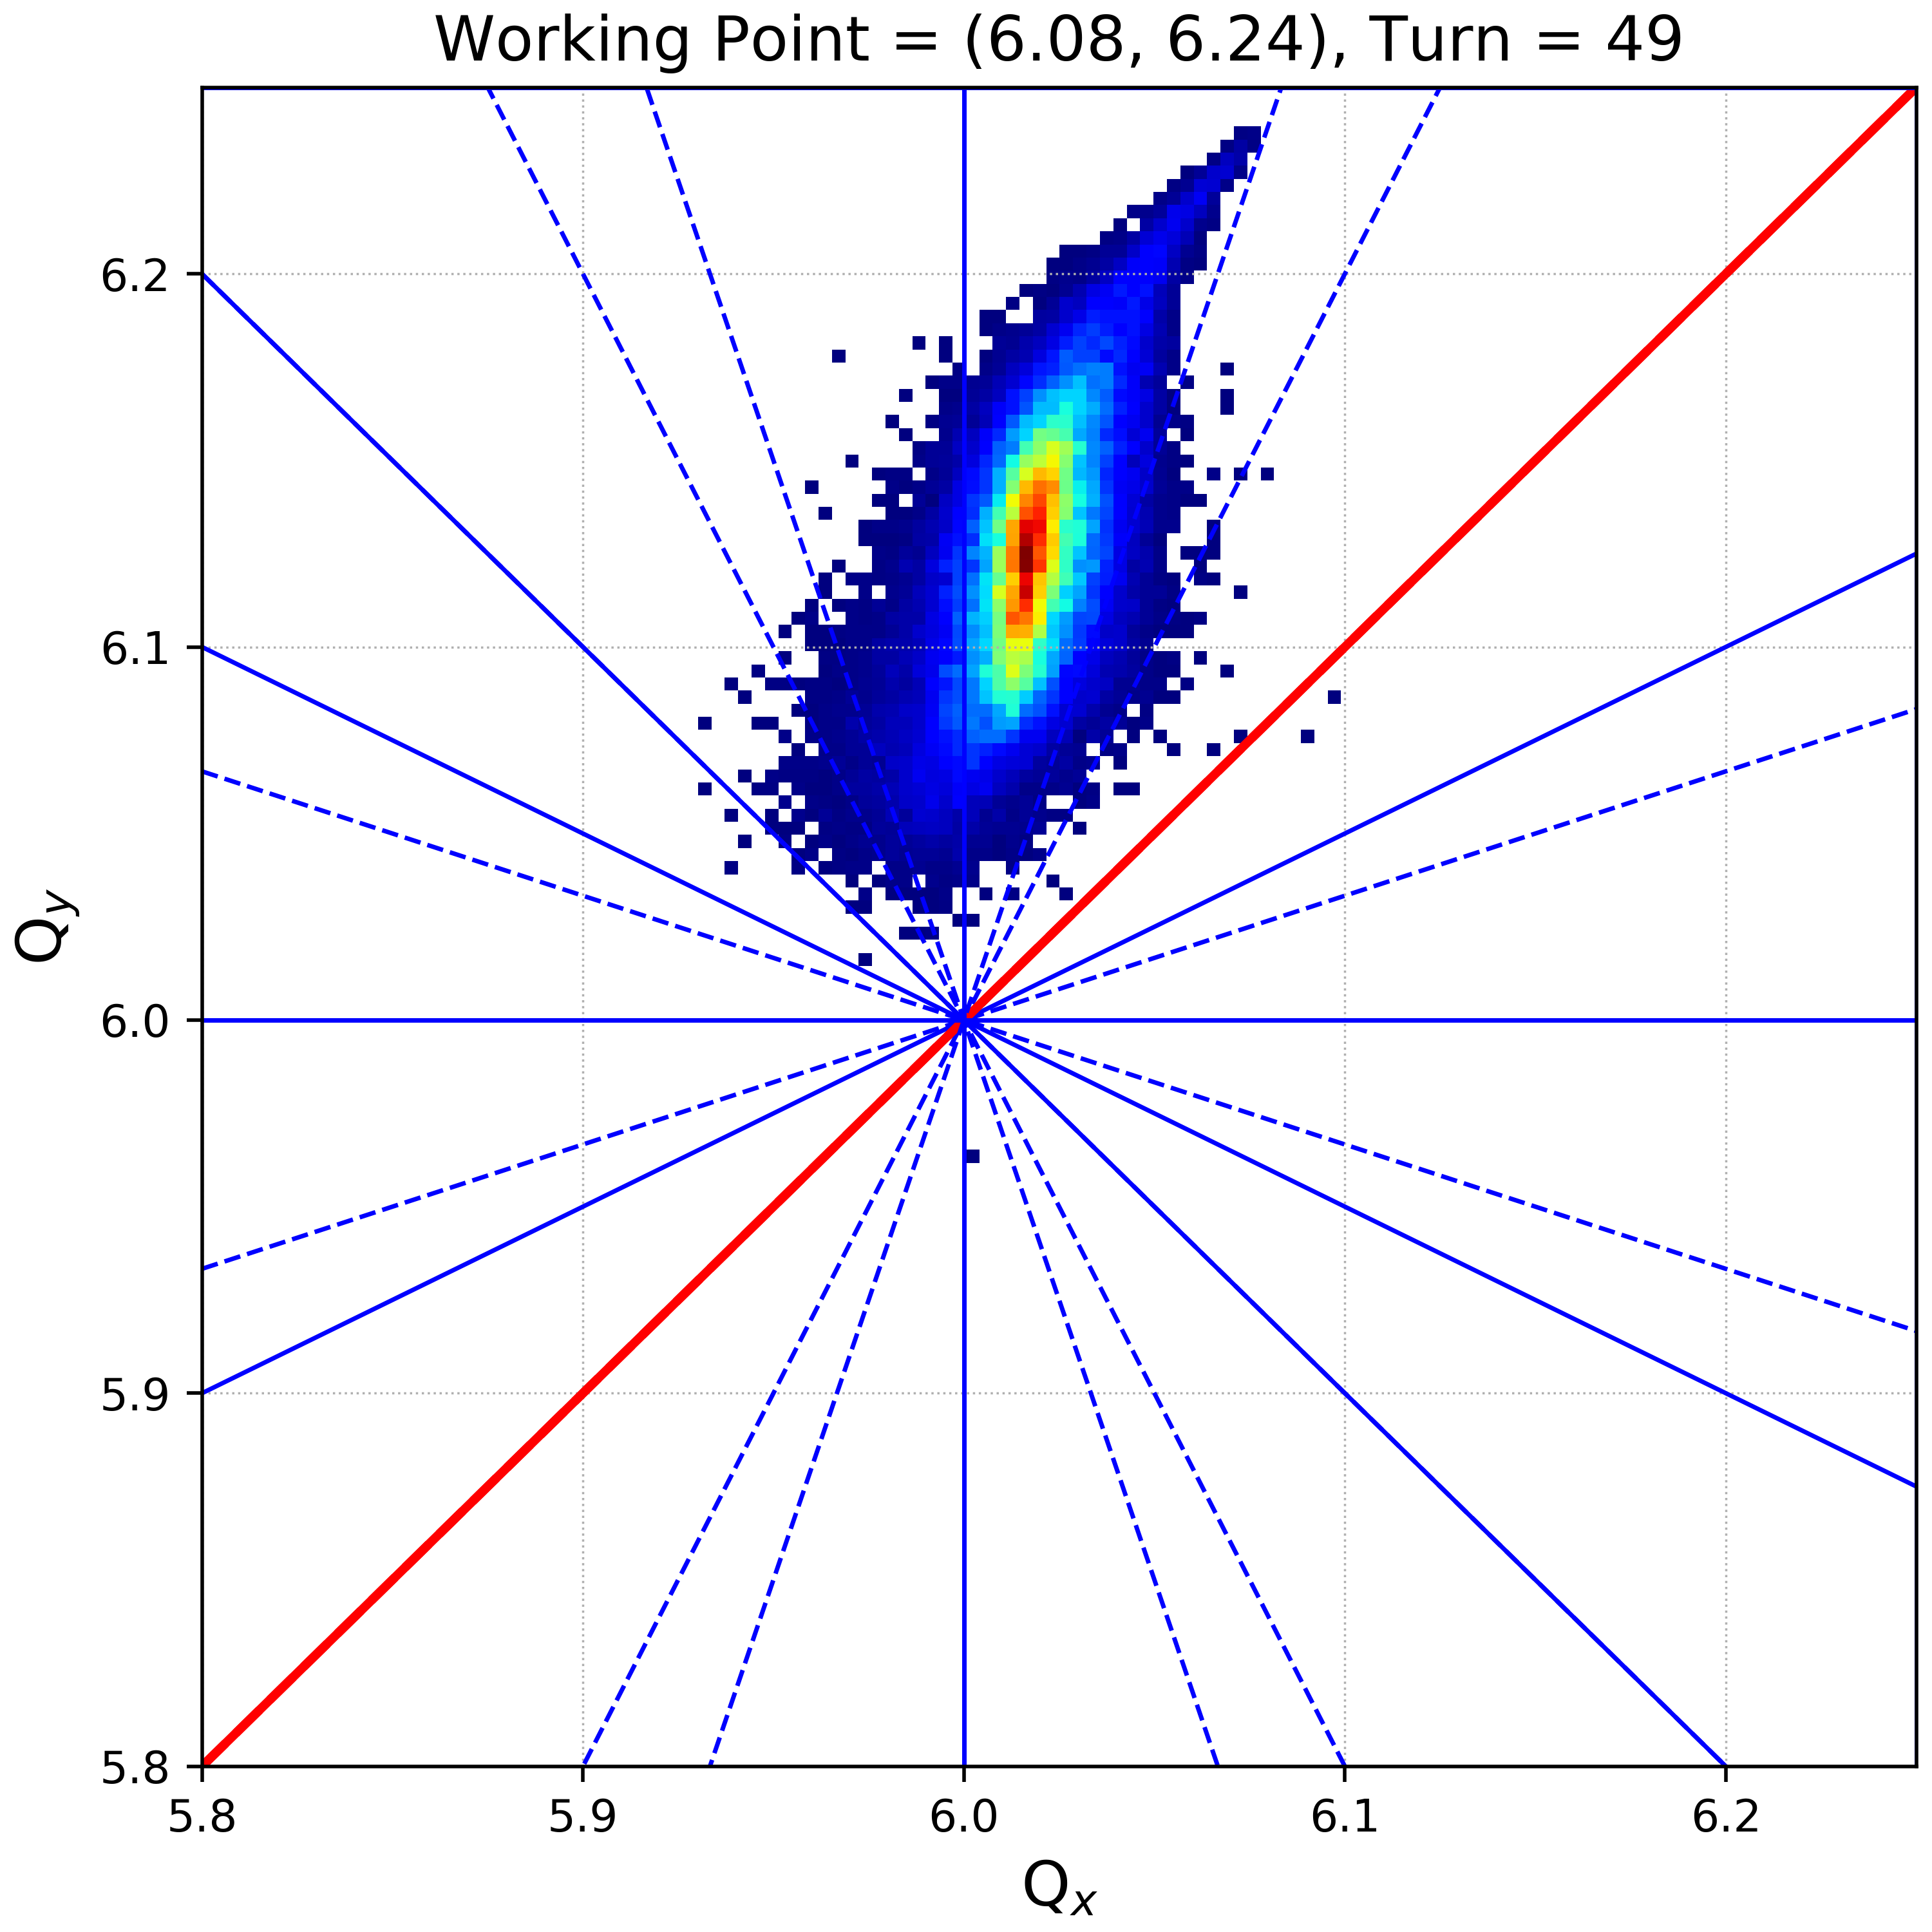 Working Point = (6.08, 6.24), Turn = 49
6.2
6.1
6.0
5.9
5.8
Qy
5.8 5.9 6.0 6.1 6.2
Qx